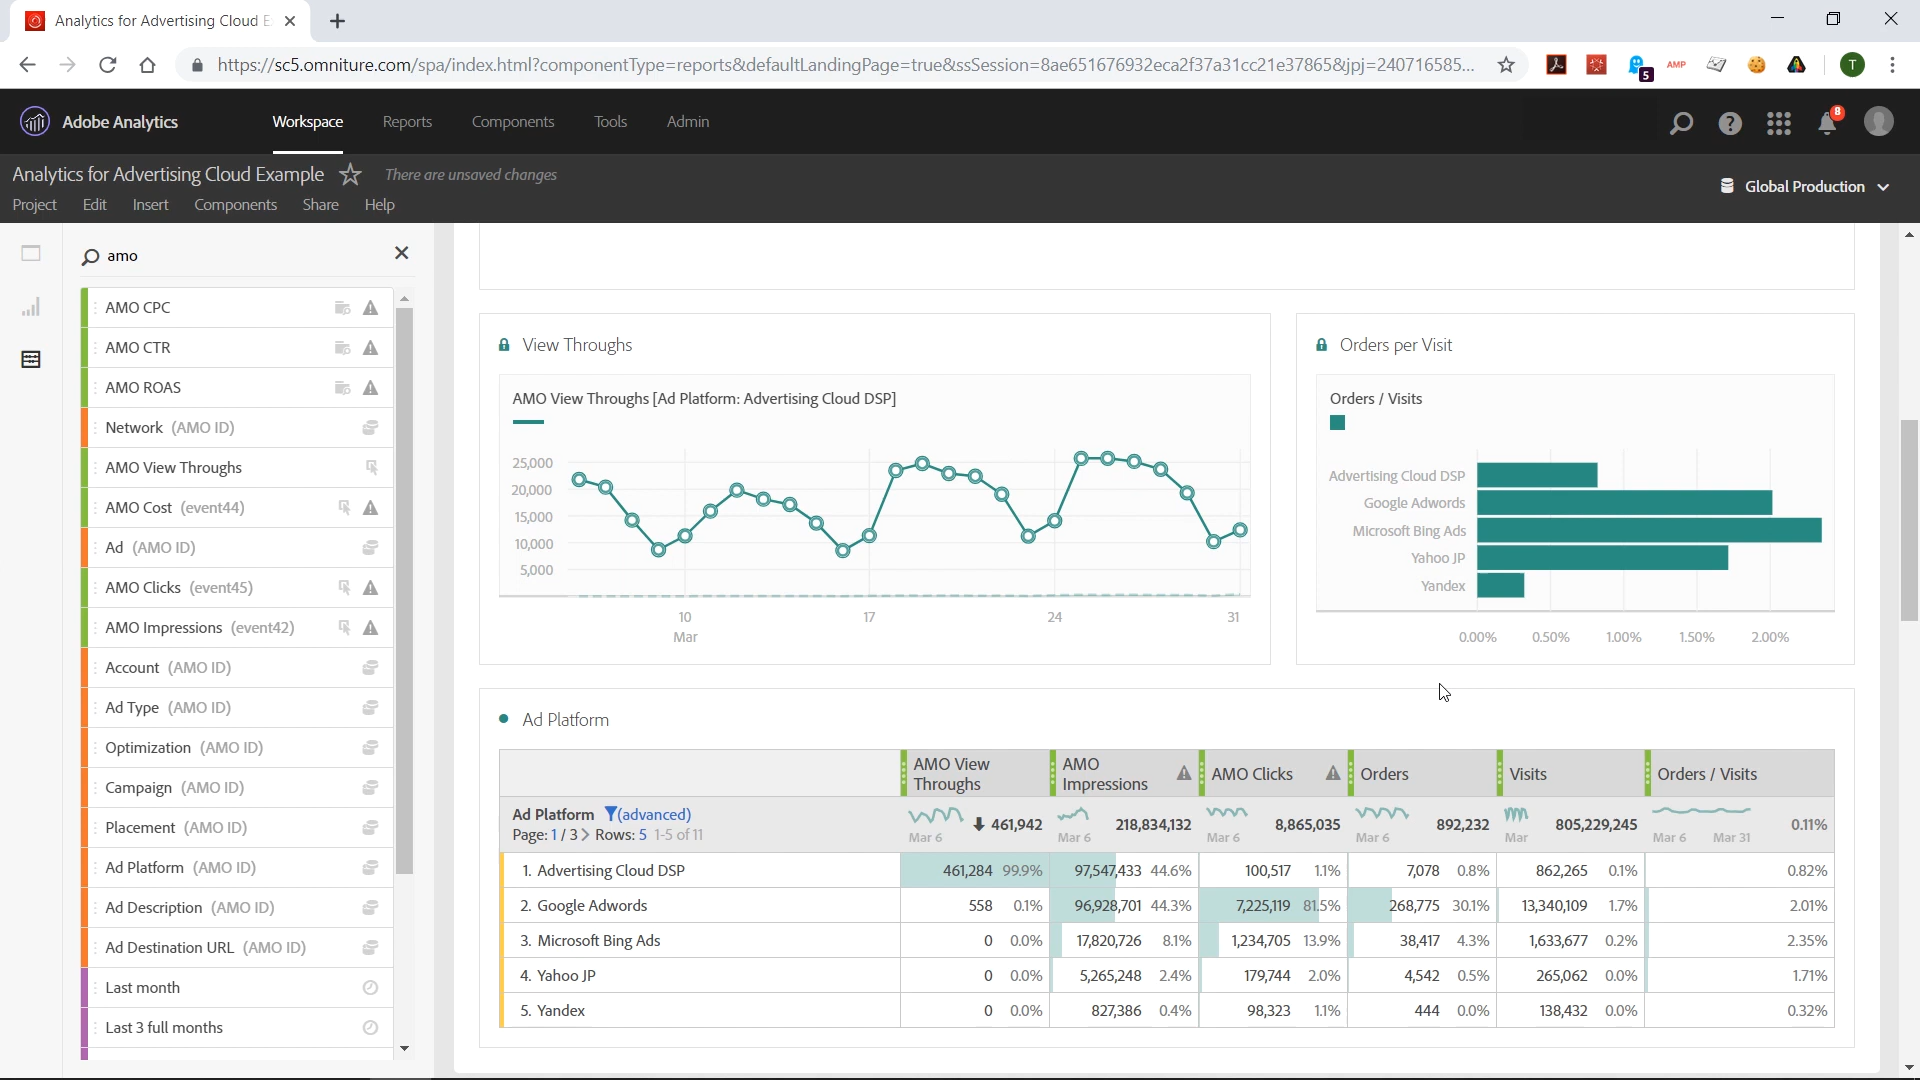 Analytics for Advertising Cloud E
https://sc5.omniture.com/spa/index.html?componentType=reports&defaultLandingPage=true&ssSession=8ae651676932eca2f37a31cc21e37865&jpj=240716585...
5
AMP
T
Adobe Analytics
Workspace
Reports
Components
Tools
Admin
8
Analytics for Advertising Cloud Example
There are unsaved changes
Project Edit Insert Components Share Help
Global Production
amo
AMO CPC
AMO CTR
AMO ROAS
Network (AMO ID)
AMO View Throughs
AMO Cost (event44)
Ad (AMO ID)
AMO Clicks (event45)
AMO Impressions (event42)
Account (AMO ID)
Ad Type (AMO ID)
Optimization (AMO ID)
Campaign (AMO ID)
Placement (AMO ID)
Ad Platform (AMO ID)
Ad Description (AMO ID)
Ad Destination URL (AMO ID)
Last month
Last 3 full months
View Throughs
AMO View Throughs [Ad Platform: Advertising Cloud DSP]
25,000
20,000
15,000
10,000
5,000
10 17 24 31
Mar
Orders per Visit
Orders / Visits
Advertising Cloud DSP
Google Adwords
Microsoft Bing Ads
Yahoo JP
Yandex
0.00% 0.50% 1.00% 1.50% 2.00%
Ad Platform
AMO View Throughs
AMO Impressions
AMO Clicks
Orders
Visits
Orders / Visits
Ad Platform (advanced)
Page: 1 / 3 > Rows: 5 1-5 of 11
Mar 6 461,942
Mar 6 218,834,132
Mar 6 8,865,035
Mar 6 892,232
Mar 805,229,245
Mar 6 Mar 31 0.11%
1. Advertising Cloud DSP 461,284 99.9% 97,547,433 44.6% 100,517 1.1% 7,078 0.8% 862,265 0.1% 0.82%
2. Google Adwords 558 0.1% 96,928,701 44.3% 7,225,119 81.5% 268,775 30.1% 13,340,109 1.7% 2.01%
3. Microsoft Bing Ads 0 0.0% 17,820,726 8.1% 1,234,705 13.9% 38,417 4.3% 1,633,677 0.2% 2.35%
4. Yahoo JP 0 0.0% 5,265,248 2.4% 179,744 2.0% 4,542 0.5% 265,062 0.0% 1.71%
5. Yandex 0 0.0% 827,386 0.4% 98,323 1.1% 444 0.0% 138,432 0.0% 0.32%